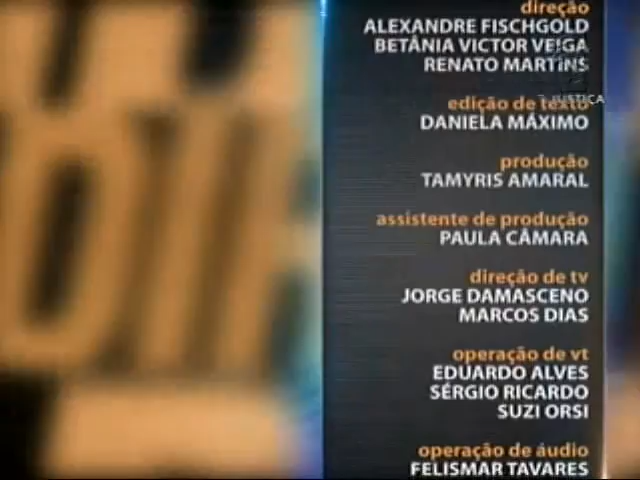 direção
ALEXANDRE FISCHGOLD
BETÂNIA VICTOR VEIGA
RENATO MARTINS
JUSTIÇA
edição de texto
DANIELA MÁXIMO
produção
TAMYRIS AMARAL
assistente de produção
PAULA CÂMARA
direção de tv
JORGE DAMASCENO
MARCOS DIAS
operação de vt
EDUARDO ALVES
SÉRGIO RICARDO
SUZI ORSI
operação de áudio
FELISMAR TAVARES